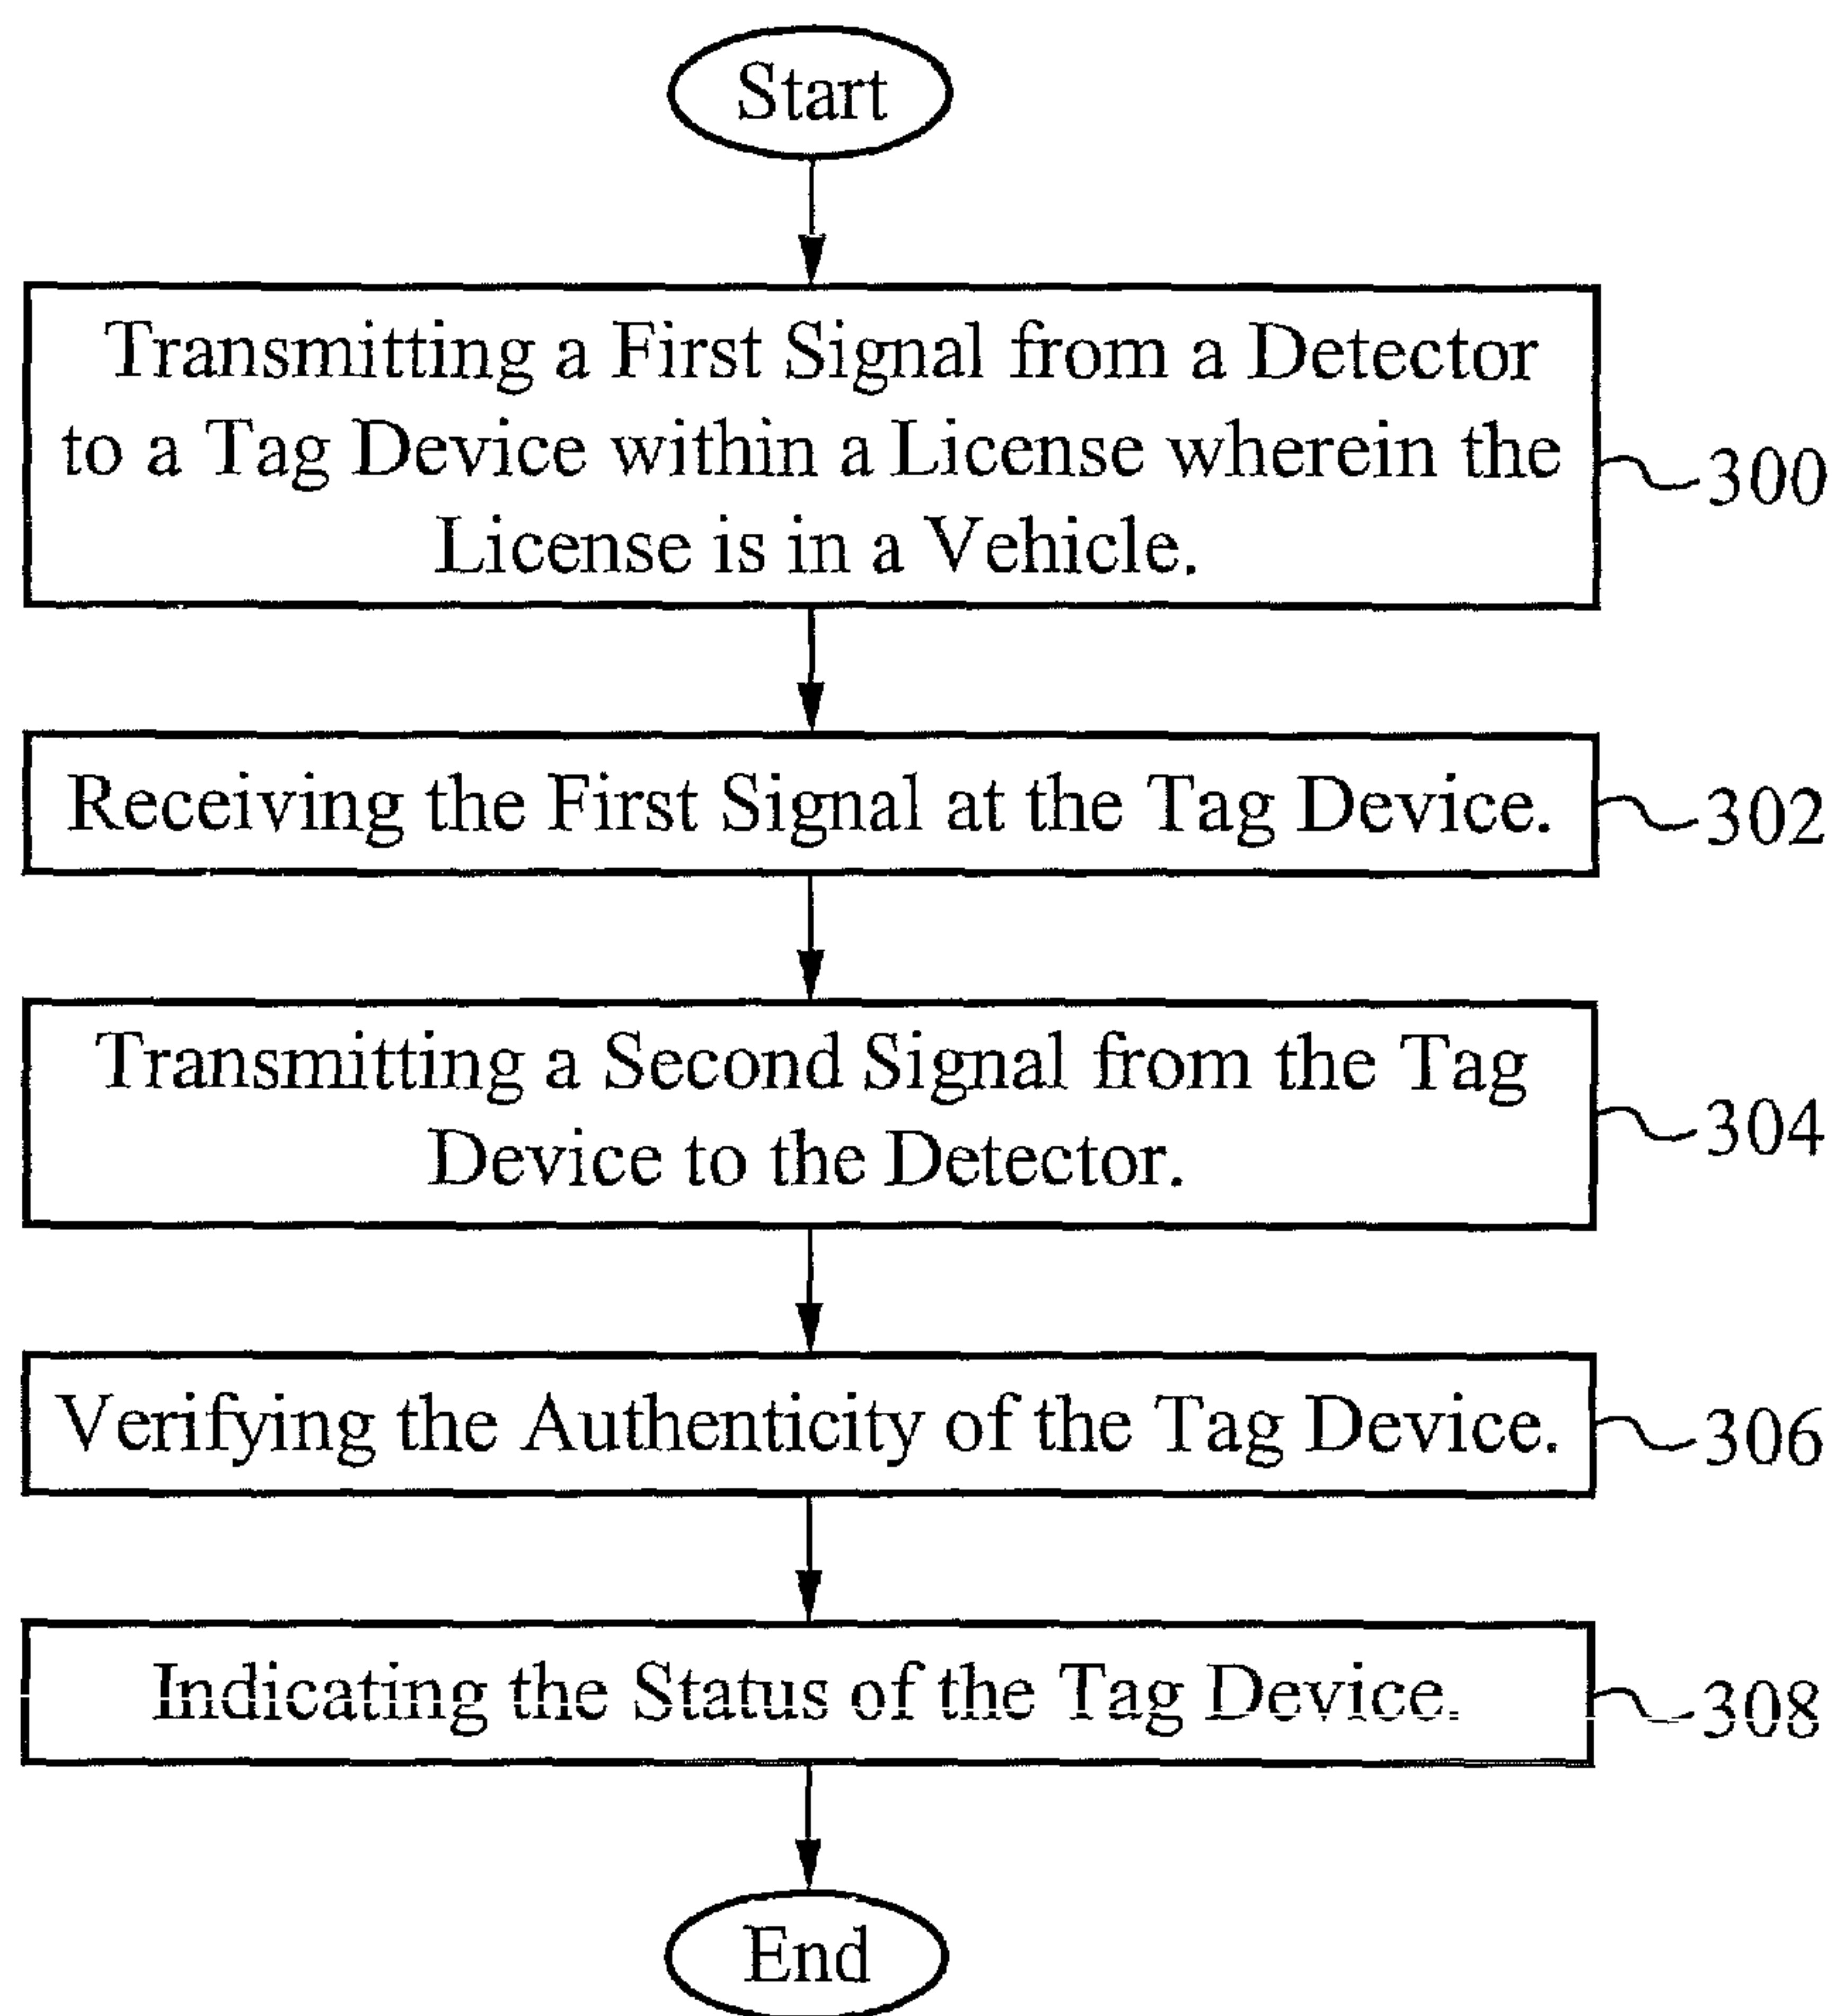 Start
Transmitting a First Signal from a Detector
to a Tag Device within a License wherein the
License is in a Vehicle.
300
Receiving the First Signal at the Tag Device.
302
Transmitting a Second Signal from the Tag
Device to the Detector.
304
Verifying the Authenticity of the Tag Device.
306
Indicating the Status of the Tag Device.
308
End